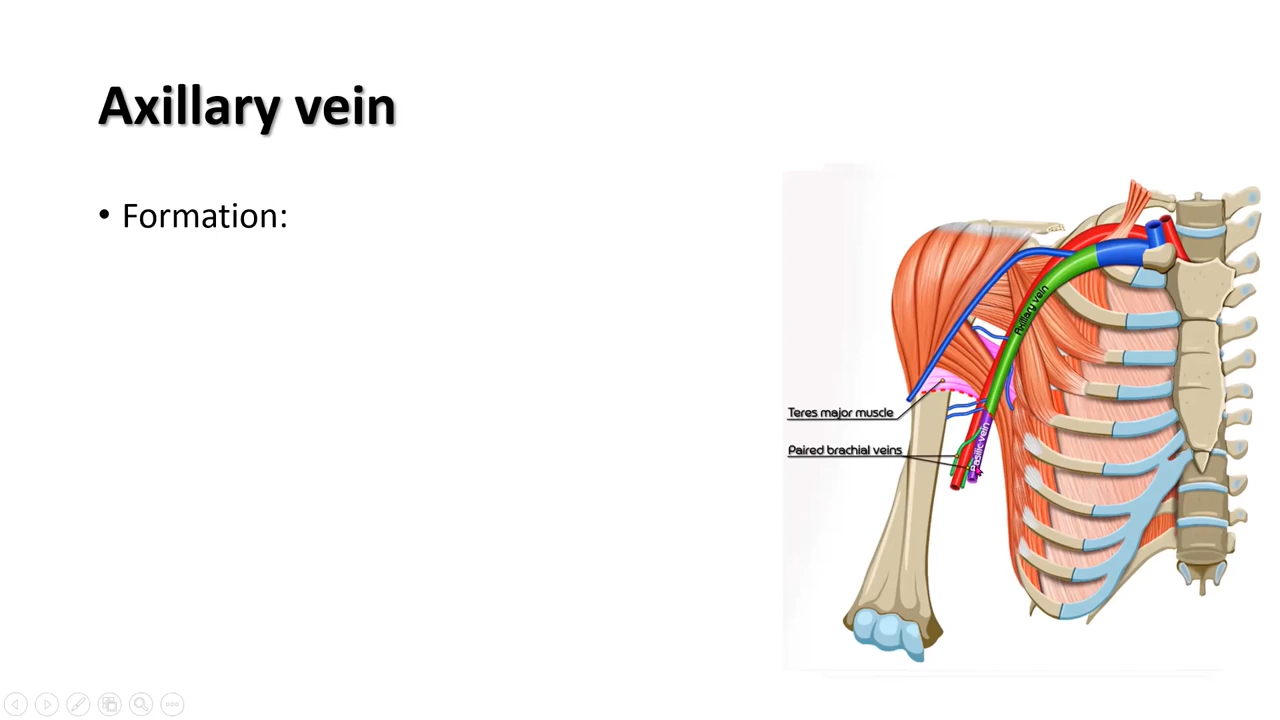 Axillary vein
• Formation:
Axillary vein
Teres major muscle
Basilic vein
Paired brachial veins